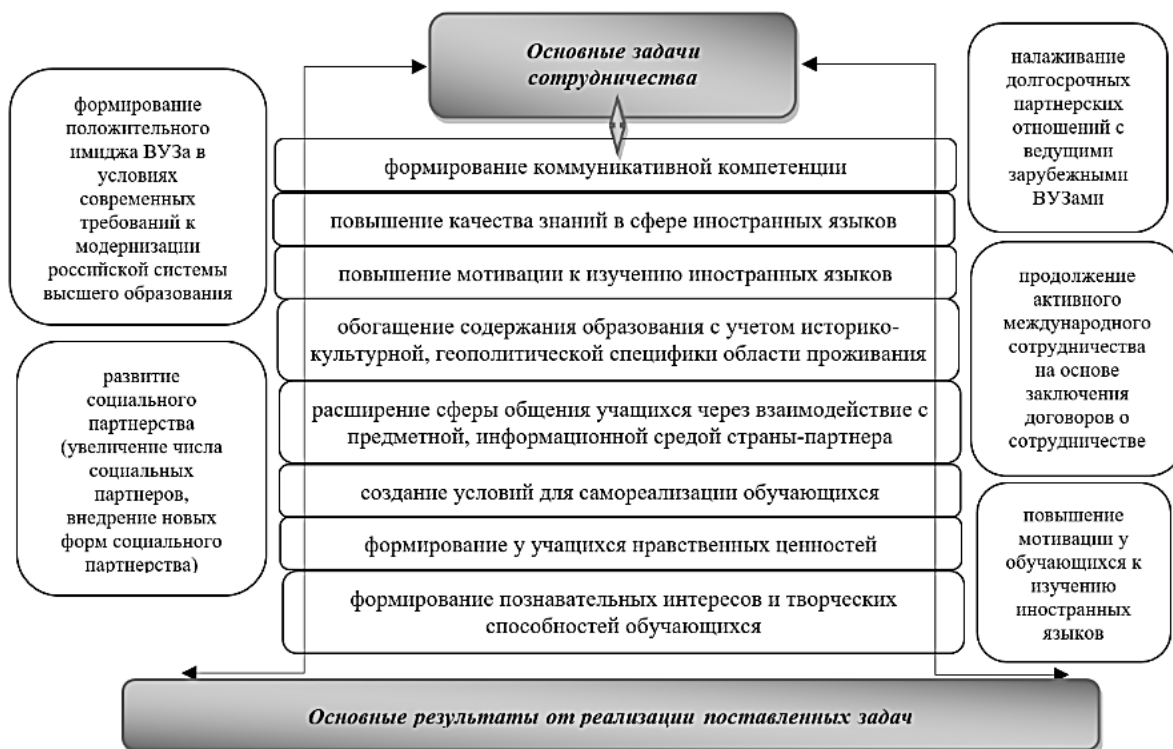 Основные задачи
сотрудничества
формирование
положительного
имиджа ВУЗа в
условиях
современных
требований к
модернизации
российской системы
высшего образования
развитие
социального
партнерства
(увеличение числа
социальных
партнеров,
внедрение новых
форм социального
партнерства)
формирование коммуникативной компетенции
повышение качества знаний в сфере иностранных языков
повышение мотивации к изучению иностранных языков
обогащение содержания образования с учетом историко-
культурной, геополитической специфики области проживания
расширение сферы общения учащихся через взаимодействие с
предметной, информационной средой страны-партнера
создание условий для самореализации обучающихся
формирование у учащихся нравственных ценностей
формирование познавательных интересов и творческих
способностей обучающихся
налаживание
долгосрочных
партнерских
отношений с
ведущими
зарубежными
ВУЗами
продолжение
активного
международного
сотрудничества
на основе
заключения
договоров о
сотрудничестве
повышение
мотивации у
обучающихся к
изучению
иностранных
языков
Основные результаты от реализации поставленных задач